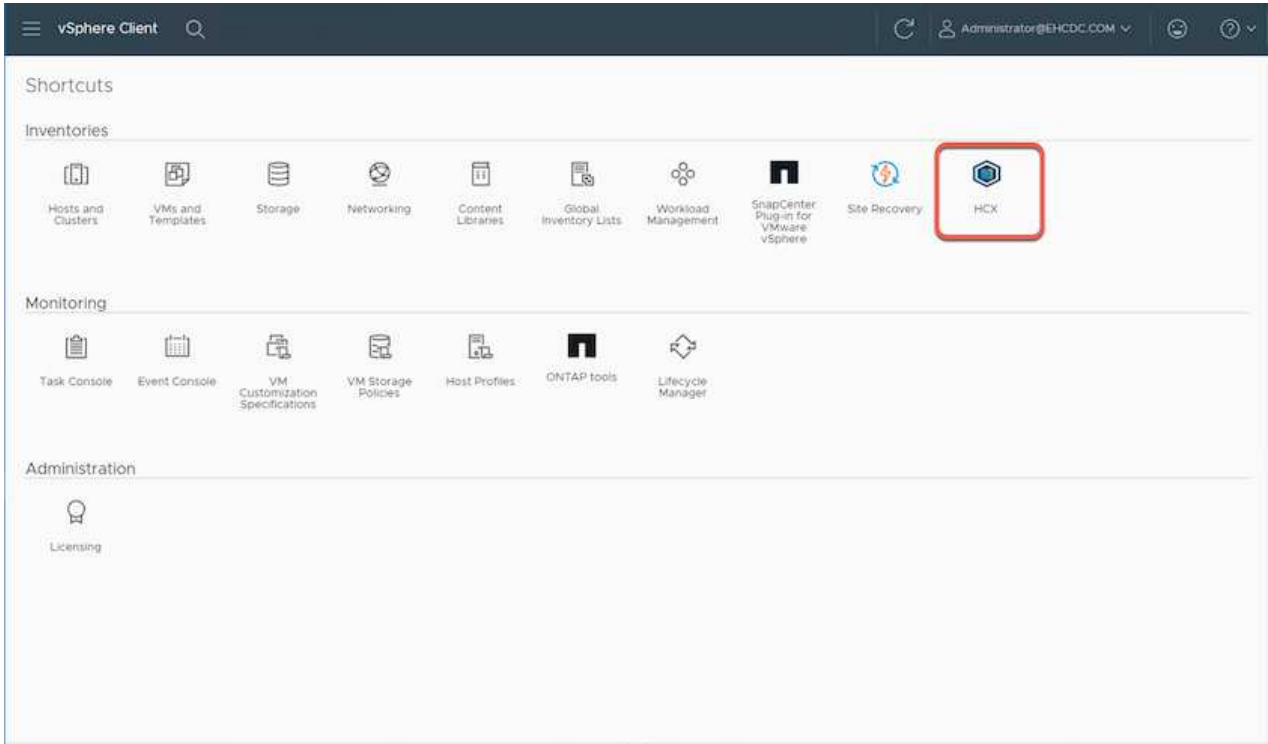 vSphere Client
Administrator@EHCDC.COM
Shortcuts
Inventories
Hosts and
Clusters
VMs and
Templates
Storage
Networking
Content
Libraries
Global
Inventory Lists
Workload
Management
SnapCenter
Plug-in for
VMware
vSphere
Site Recovery
HCX
Monitoring
Task Console
Event Console
VM
Customization
Specifications
VM Storage
Policies
Host Profiles
ONTAP tools
Lifecycle
Manager
Administration
Licensing